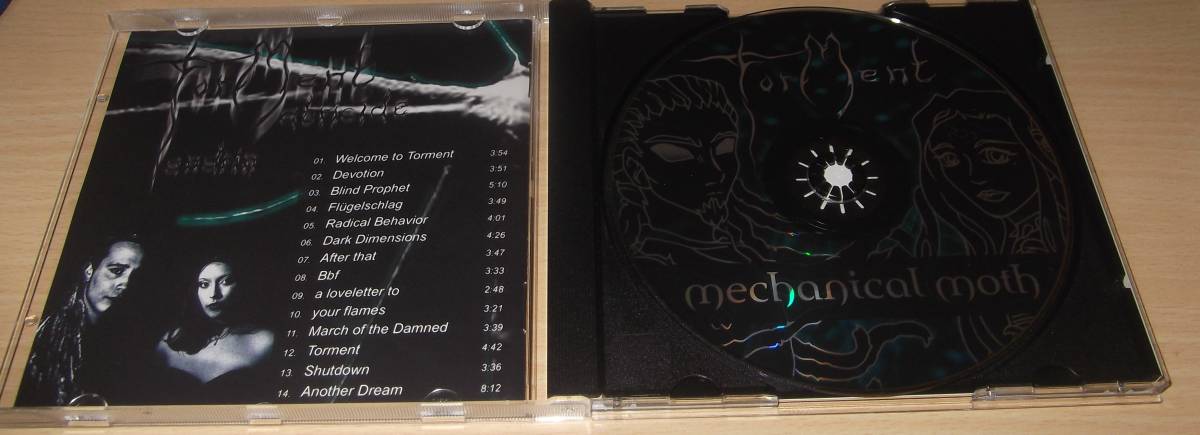 TorMent
01. Welcome to Torment 3:54
02. Devotion 3:51
03. Blind Prophet 5:10
04. Flügelschlag 3:49
05. Radical Behavior 4:01
06. Dark Dimensions 4:26
07. After that 3:47
08. Bbf 3:33
09. a loveletter to 2:48
10. your flames 3:21
11. March of the Damned 3:39
12. Torment 4:42
13. Shutdown 3:36
14. Another Dream 8:12
TorMent
mechanical moth